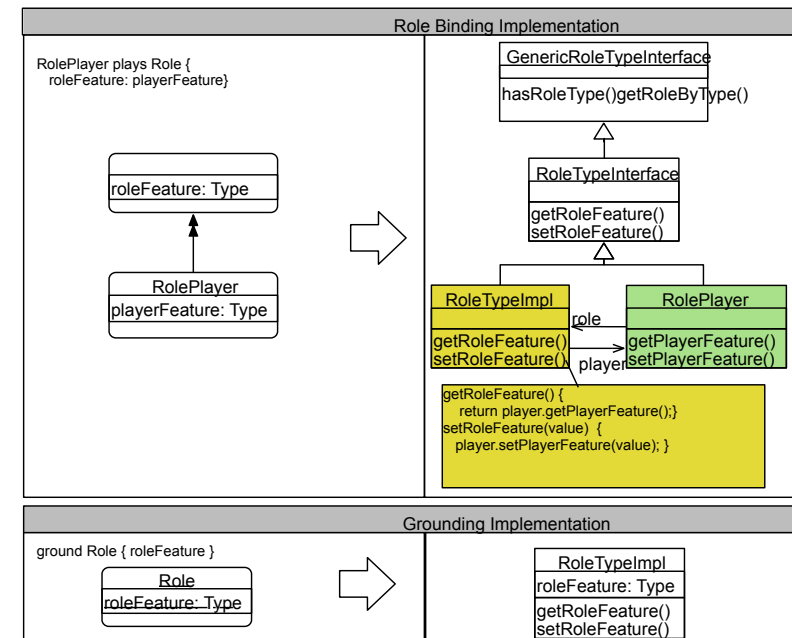 Role Binding Implementation
RolePlayer plays Role {
roleFeature: playerFeature}
roleFeature: Type
RolePlayer
playerFeature: Type
GenericRoleTypeInterface
hasRoleType()getRoleByType()
RoleTypeInterface
getRoleFeature()
setRoleFeature()
RoleTypeImpl
getRoleFeature()
setRoleFeature()
role
player
RolePlayer
getPlayerFeature()
setPlayerFeature()
getRoleFeature() {
return player.getPlayerFeature();}
setRoleFeature(value) {
player.setPlayerFeature(value); }
Grounding Implementation
ground Role { roleFeature }
Role
roleFeature: Type
RoleTypeImpl
roleFeature: Type
getRoleFeature()
setRoleFeature()